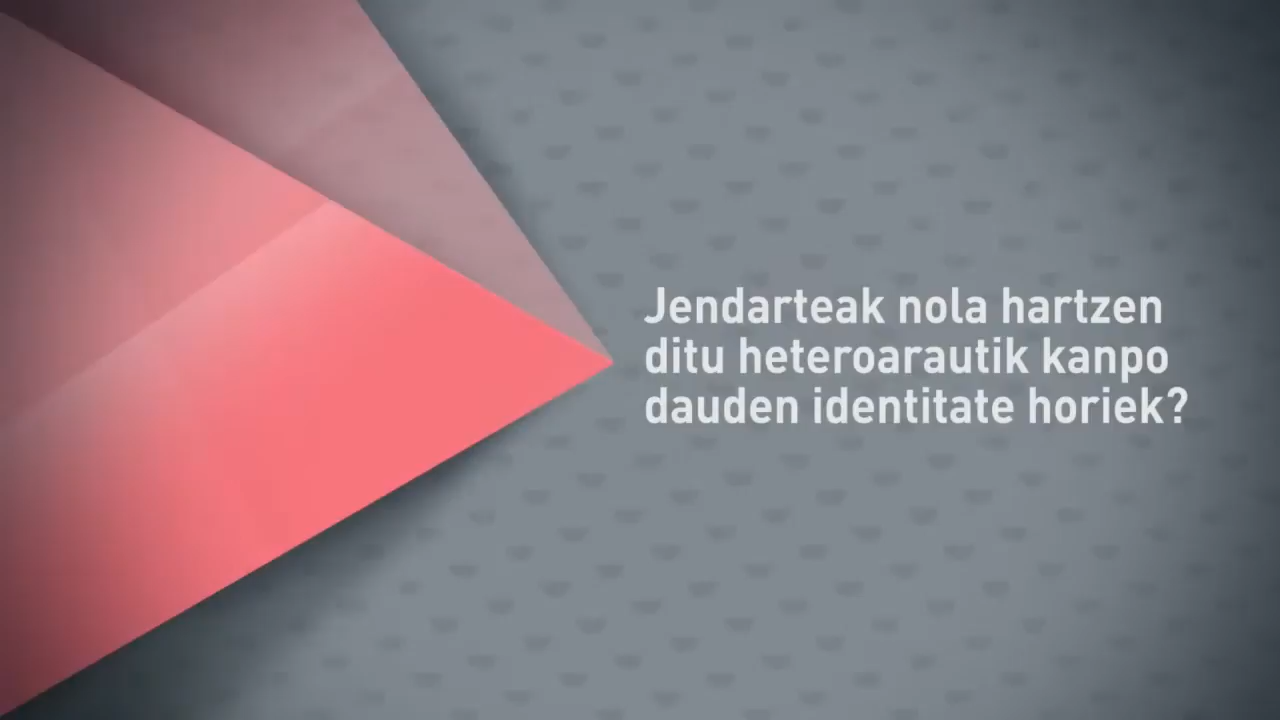 Jendarteak nola hartzen
ditu heteroarautik kanpo
dauden identitate horiek?